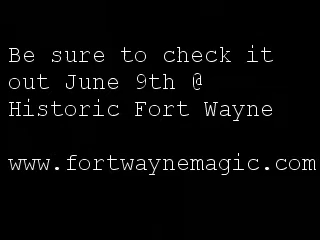 Be sure to check it
out June 9th @
Historic Fort Wayne
www.fortwaynemagic.com